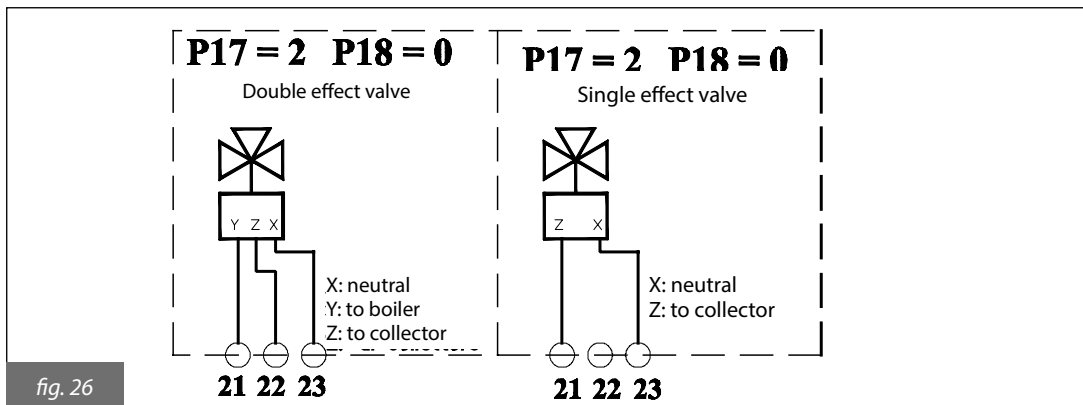 P17 = 2 P18 = 0
Double effect valve
Y Z X
X: neutral
Y: to boiler
Z: to collector
21 22 23
P17 = 2 P18 = 0
Single effect valve
Z X
X: neutral
Z: to collector
21 22 23
fig. 26